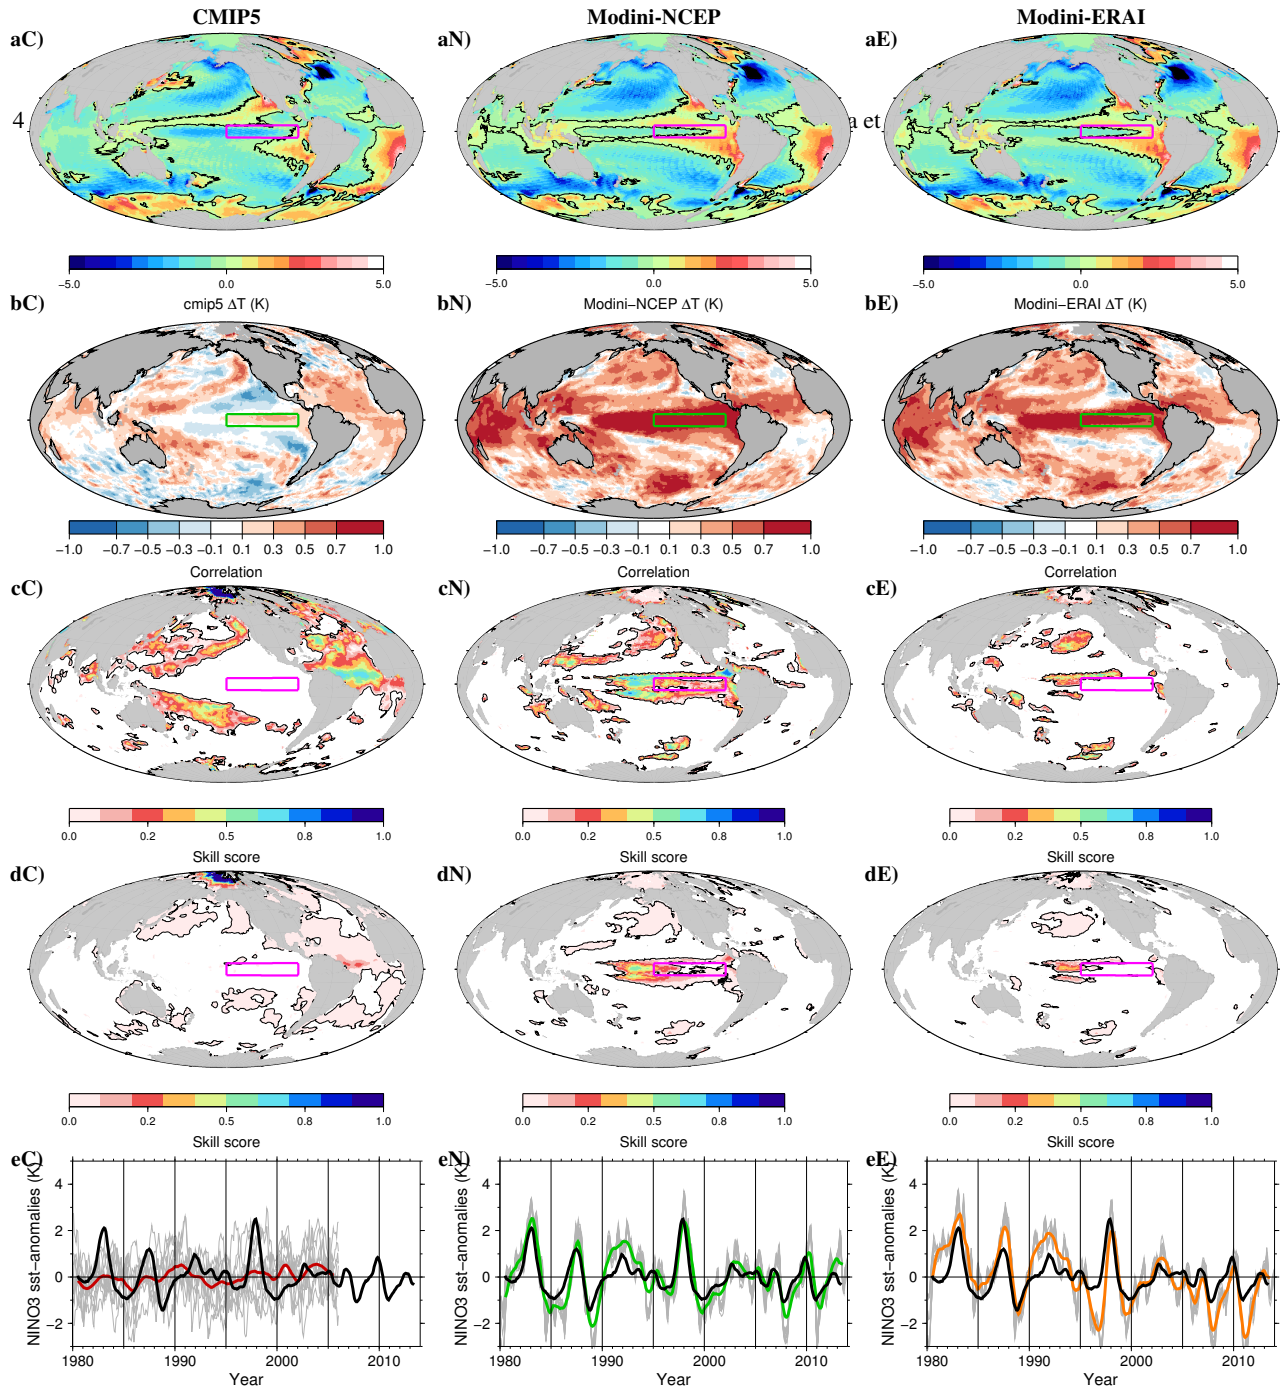 CMIP5 Modini-NCEP Modini-ERAI
aC) aN) aE)
4 a et
−5.0 0.0 5.0 −5.0 0.0 5.0 −5.0 0.0 5.0
bC) cmip5 ΔT (K) bN) Modini−NCEP ΔT (K) bE) Modini−ERAI ΔT (K)
−1.0 −0.7 −0.5 −0.3 −0.1 0.1 0.3 0.5 0.7 1.0 −1.0 −0.7 −0.5 −0.3 −0.1 0.1 0.3 0.5 0.7 1.0 −1.0 −0.7 −0.5 −0.3 −0.1 0.1 0.3 0.5 0.7 1.0
cC) Correlation cN) Correlation cE) Correlation
0.0 0.2 0.5 0.8 1.0 0.0 0.2 0.5 0.8 1.0 0.0 0.2 0.5 0.8 1.0
Skill score Skill score Skill score
dC) dN) dE)
0.0 0.2 0.5 0.8 1.0 0.0 0.2 0.5 0.8 1.0 0.0 0.2 0.5 0.8 1.0
Skill score Skill score Skill score
eC) eN) eE)
NINO3 sst−anomalies (K) NINO3 sst−anomalies (K) NINO3 sst−anomalies (K)
4 4 4
2 2 2
0 0 0
−2 −2 −2
1980 1990 2000 2010 1980 1990 2000 2010 1980 1990 2000 2010
Year Year Year